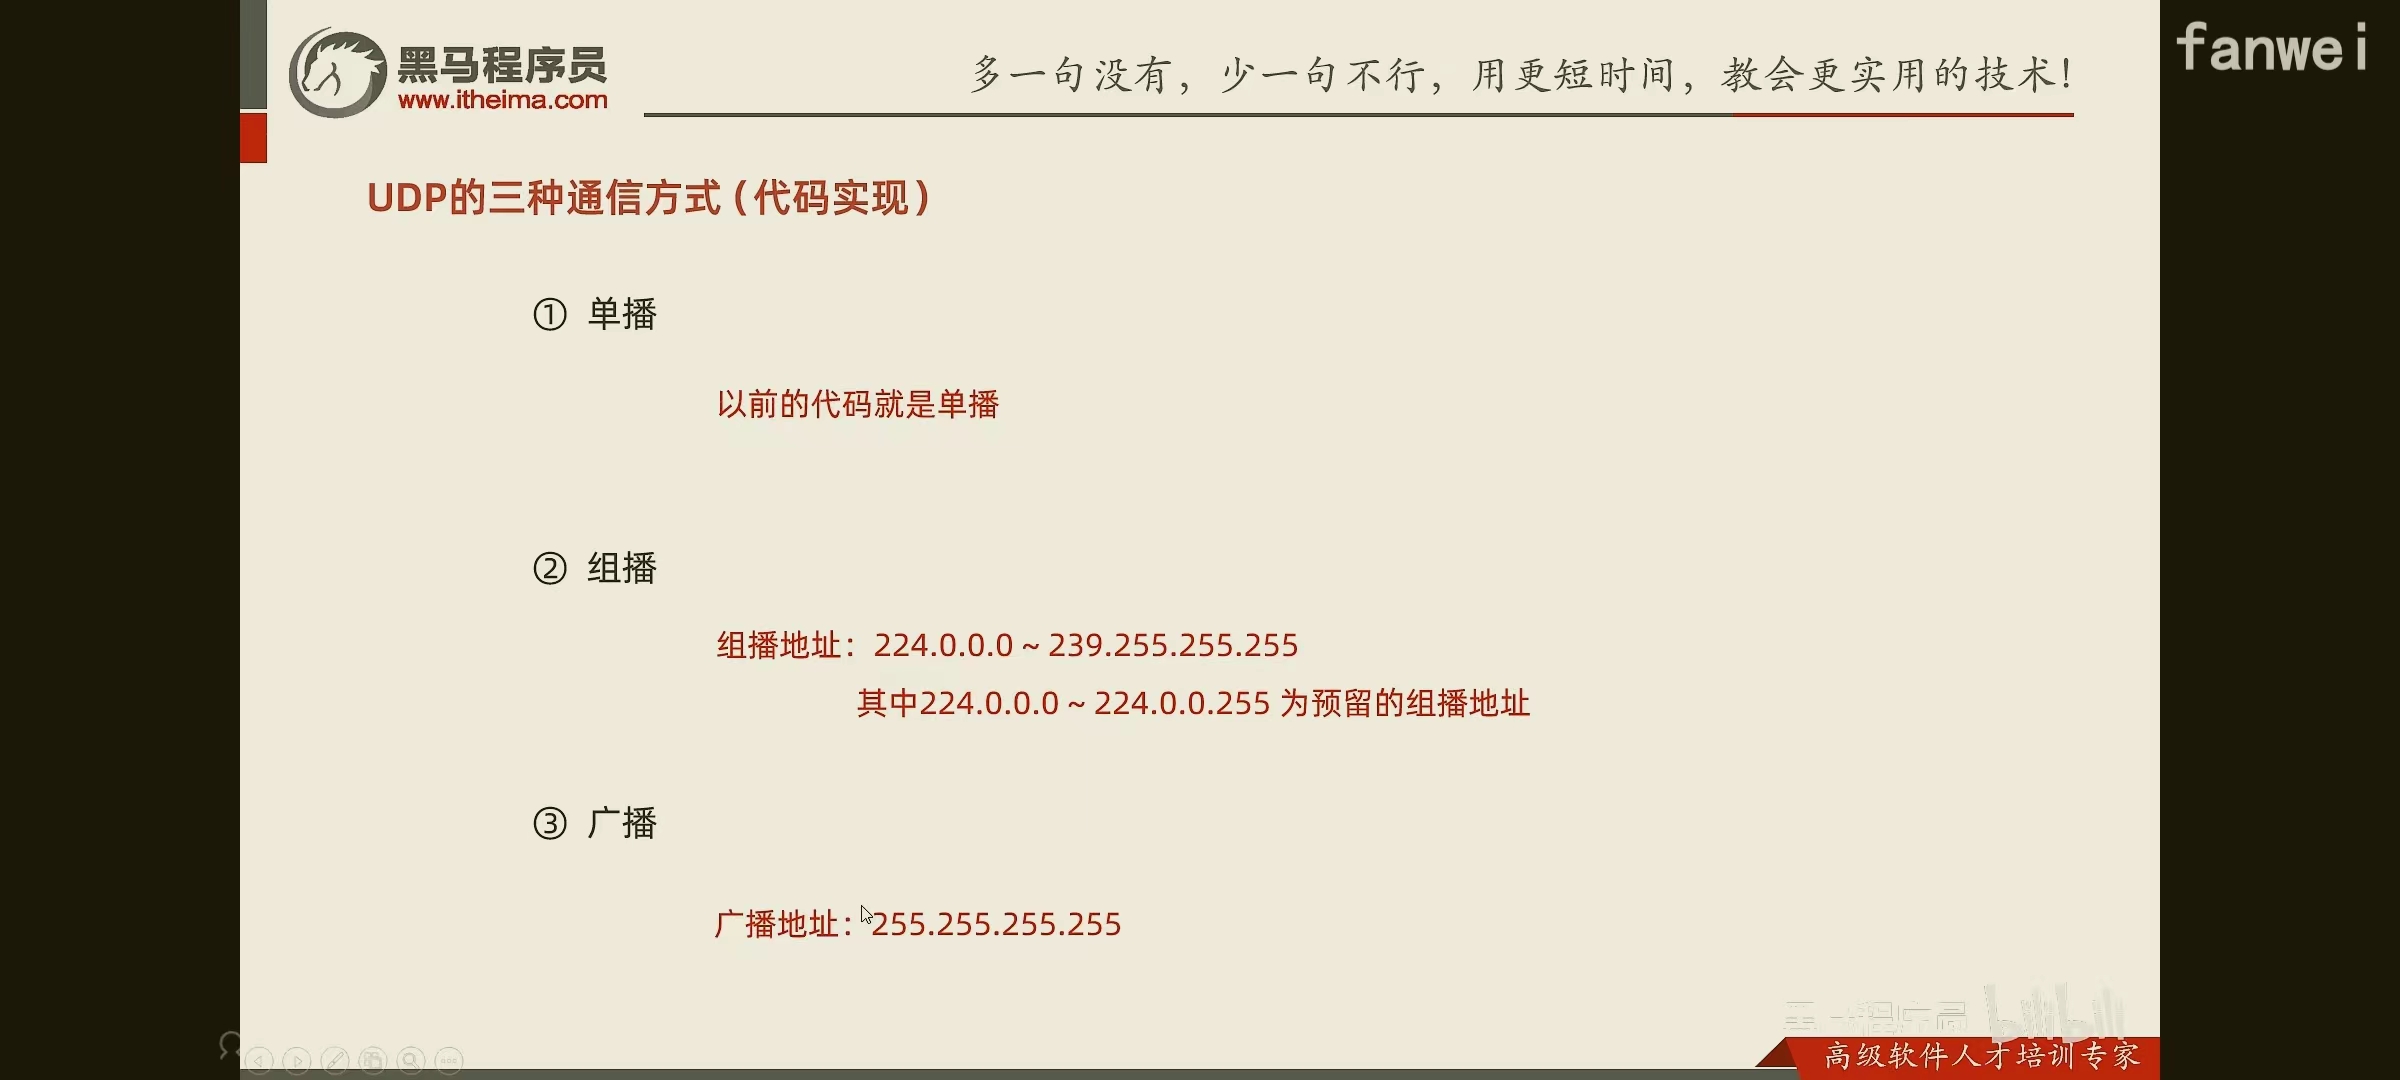 黑马程序员
www.itheima.com
多一句没有，少一句不行，用更短时间，教会更实用的技术！
fanwei
UDP的三种通信方式（代码实现）
① 单播
以前的代码就是单播
② 组播
组播地址：224.0.0.0 ~ 239.255.255.255
其中224.0.0.0 ~ 224.0.0.255 为预留的组播地址
③ 广播
广播地址：255.255.255.255
黑马程序员 bilibili
高级软件人才培训专家